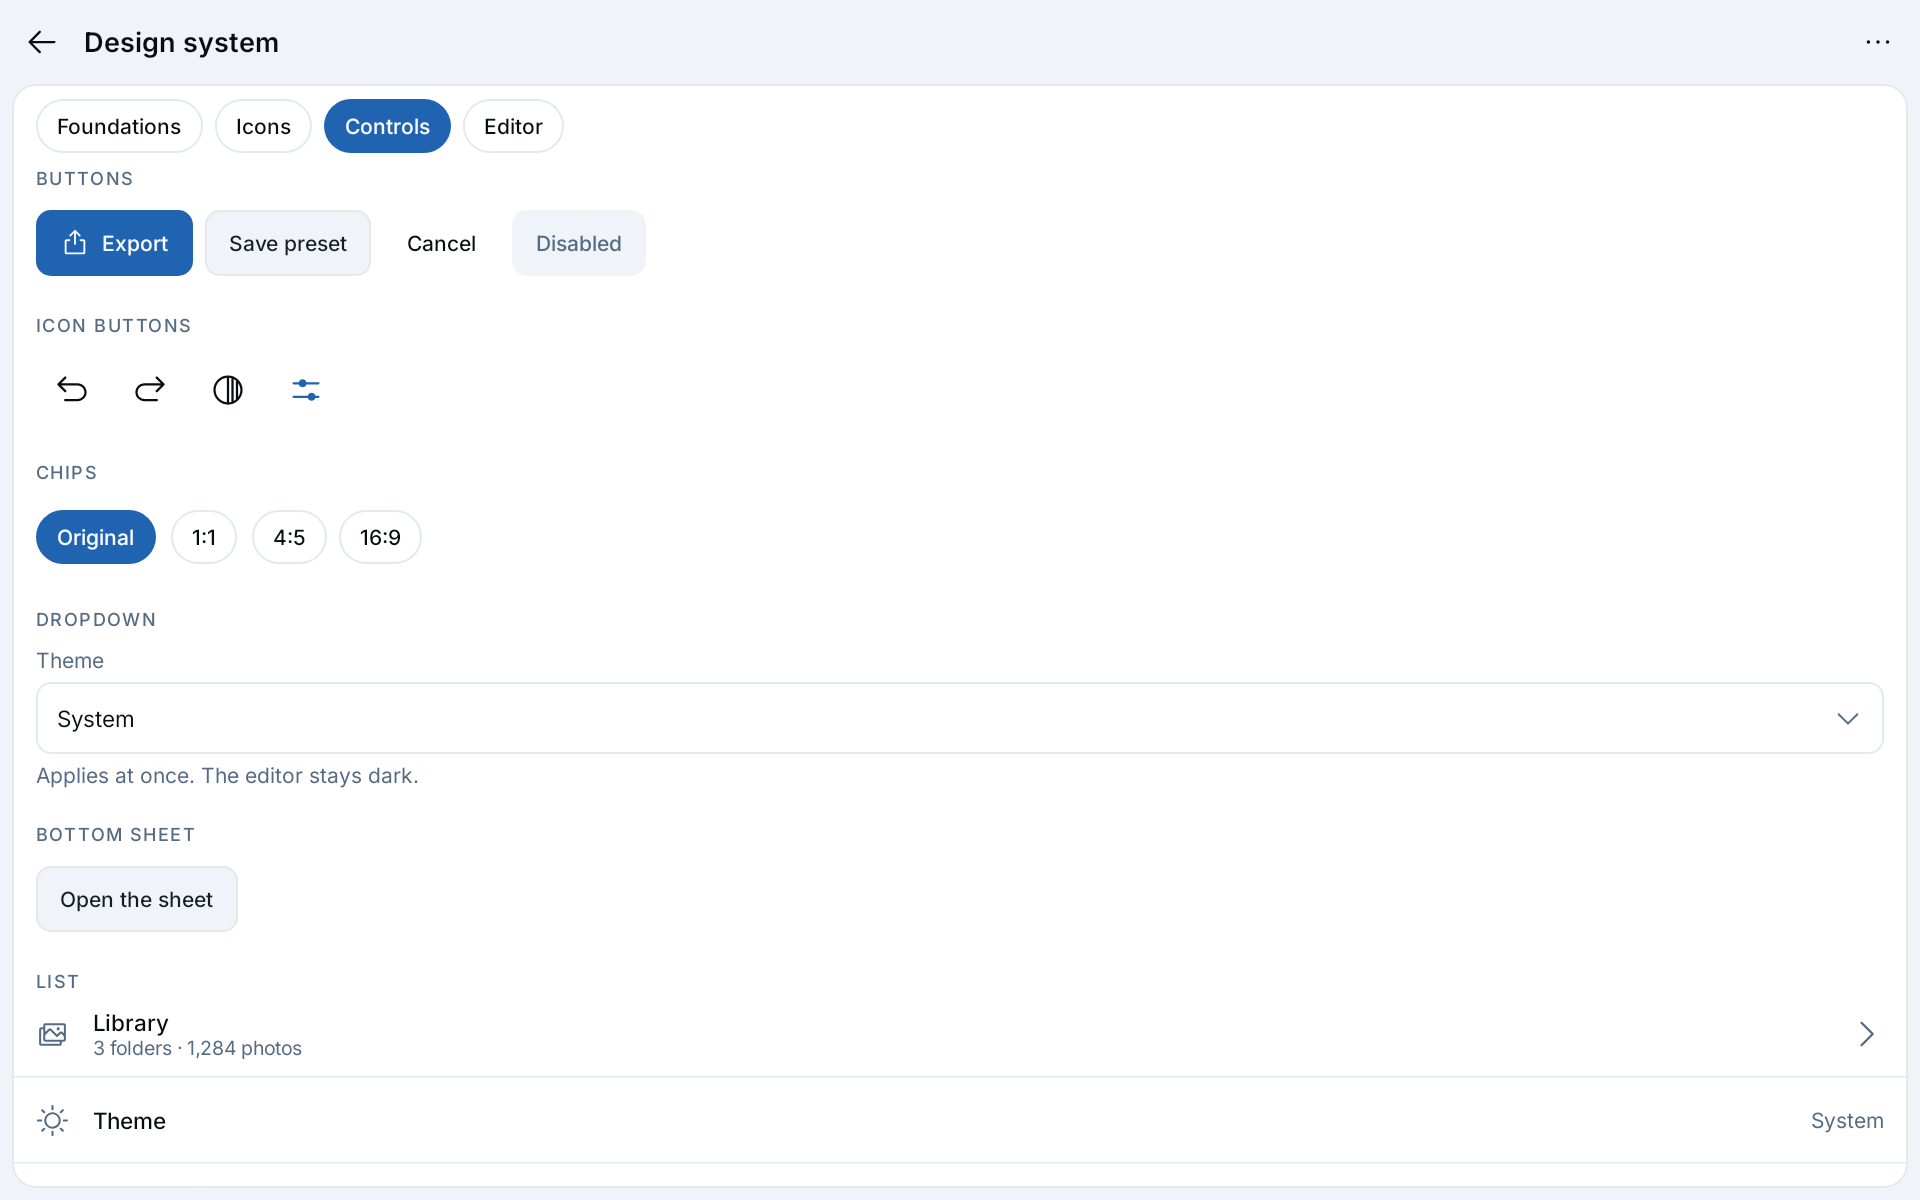 Design system
Foundations Icons Controls Editor
BUTTONS
Export Save preset Cancel Disabled
ICON BUTTONS
CHIPS
Original 1:1 4:5 16:9
DROPDOWN
Theme
System
Applies at once. The editor stays dark.
BOTTOM SHEET
Open the sheet
LIST
Library
3 folders · 1,284 photos
Theme System